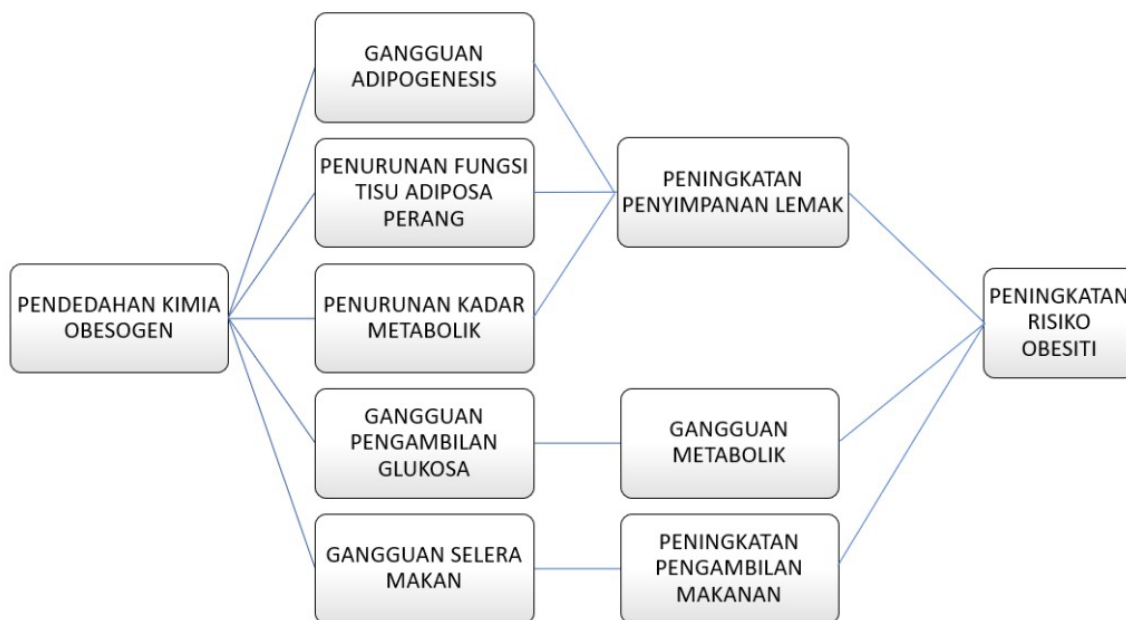 GANGGUAN
ADIPOGENESIS
PENURUNAN FUNGSI
TISU ADIPOSA
PERANG
PENINGKATAN
PENYIMPANAN LEMAK
PENDEDAHAN KIMIA
OBESOGEN
PENURUNAN KADAR
METABOLIK
PENINGKATAN
RISIKO
OBESITI
GANGGUAN
PENGAMBILAN
GLUKOSA
GANGGUAN
METABOLIK
GANGGUAN SELERA
MAKAN
PENINGKATAN
PENGAMBILAN
MAKANAN